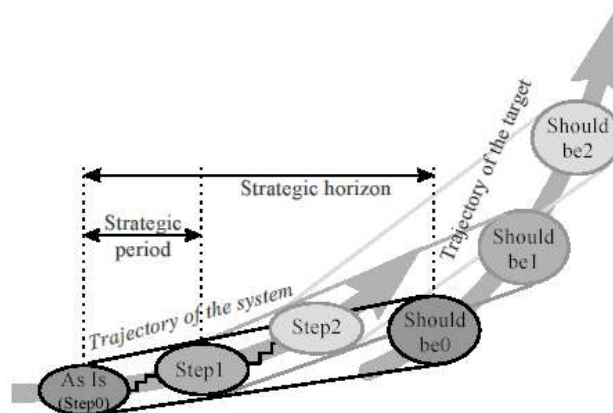 Should
be2
Trajectory of the target
Strategic horizon
Strategic
period
Should
be1
Trajectory of the system
Step2
Should
be0
Step1
As Is
(Step0)